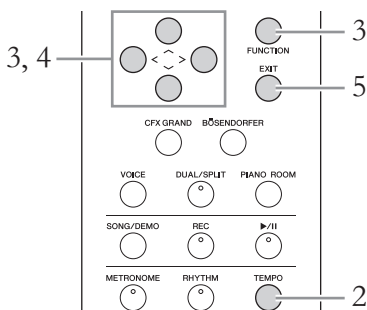 3
FUNCTION
3, 4
< ^ ˅ >
EXIT
5
CFX GRAND BÖSENDORFER
VOICE DUAL/SPLIT PIANO ROOM
SONG/DEMO REC ►/II
METRONOME RHYTHM TEMPO
2